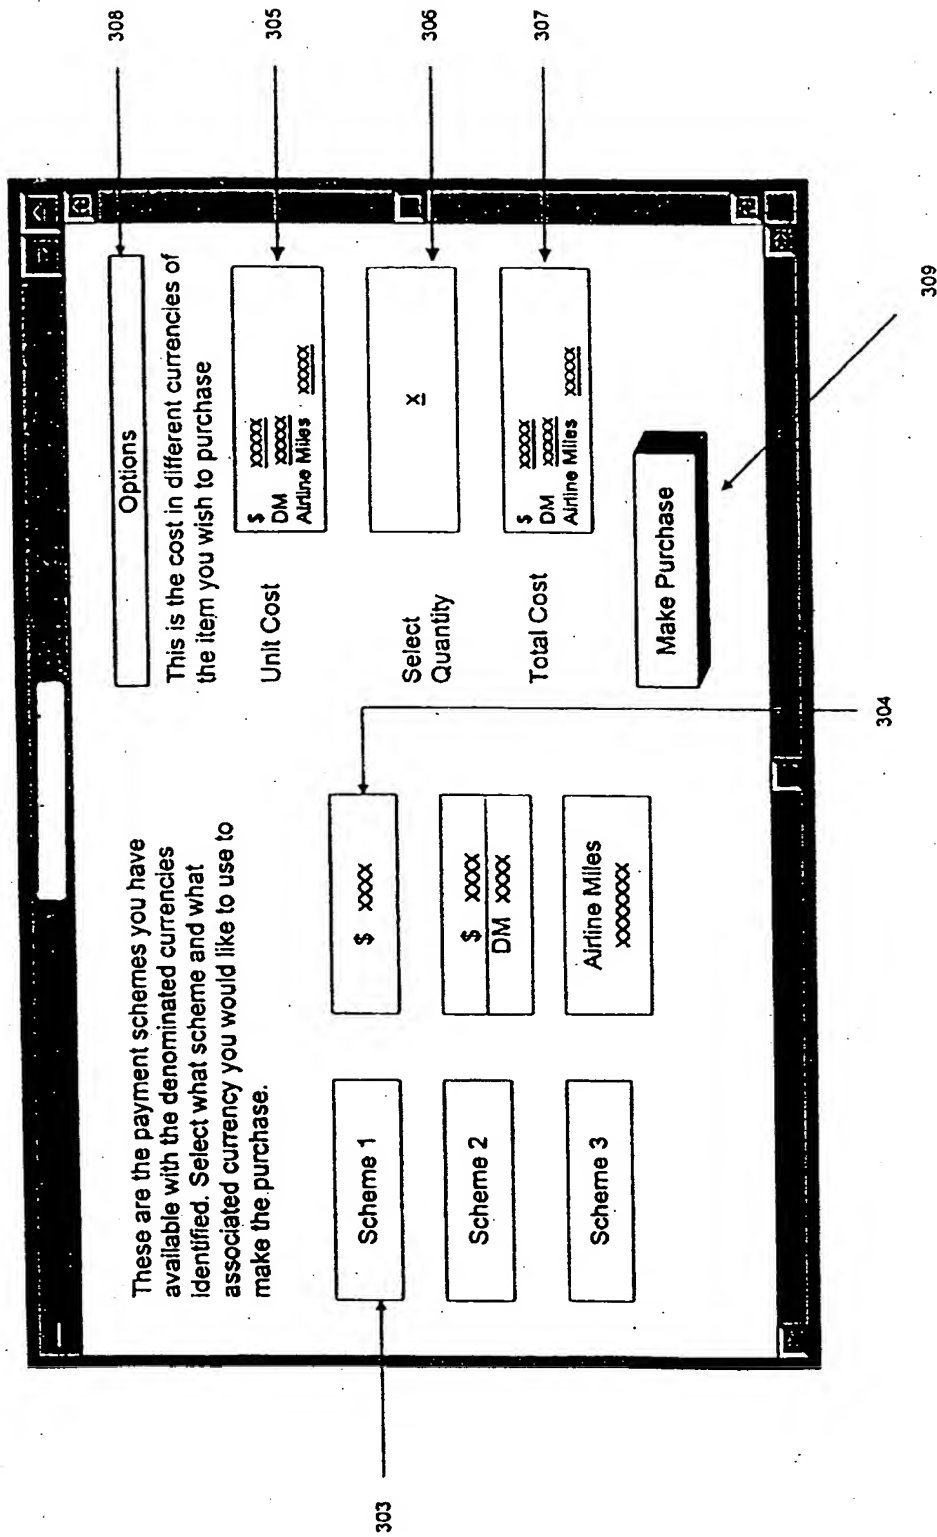 308
305
306
307
Options
This is the cost in different currencies of
the item you wish to purchase
Unit Cost
$ xxxxx
DM xxxxx
Airline Miles xxxxx
Select
Quantity
x
Total Cost
$ xxxxx
DM xxxxx
Airline Miles xxxxx
Make Purchase
309
These are the payment schemes you have
available with the denominated currencies
identified. Select what scheme and what
associated currency you would like to use to
make the purchase.
Scheme 1
$ xxxx
Scheme 2
$ xxxx
DM xxxx
Scheme 3
Airline Miles
xxxxxxx
304
303